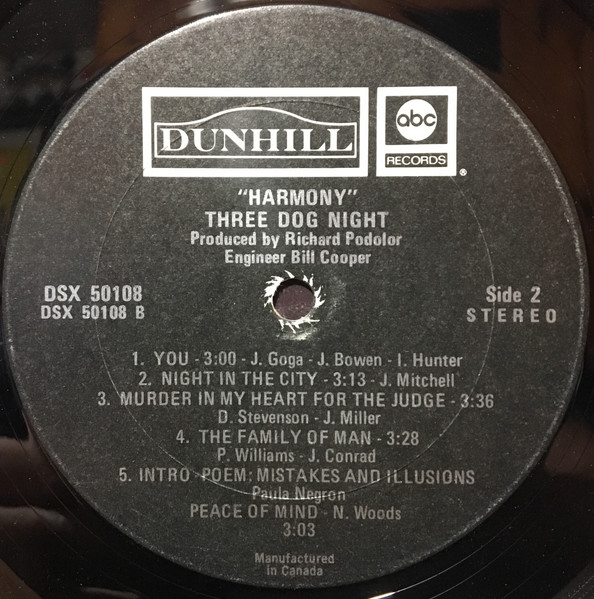 DUNHILL
abc
RECORDS
®
"HARMONY"
THREE DOG NIGHT
Produced by Richard Podolor
Engineer Bill Cooper
DSX 50108
DSX 50108 B
Side 2
STEREO
1. YOU - 3:00 - J. Goga - J. Bowen - I. Hunter
2. NIGHT IN THE CITY - 3:13 - J. Mitchell
3. MURDER IN MY HEART FOR THE JUDGE - 3:36
D. Stevenson - J. Miller
4. THE FAMILY OF MAN - 3:28
P. Williams - J. Conrad
5. INTRO POEM: MISTAKES AND ILLUSIONS
Paula Negron
PEACE OF MIND - N. Woods
3:03
Manufactured
in Canada